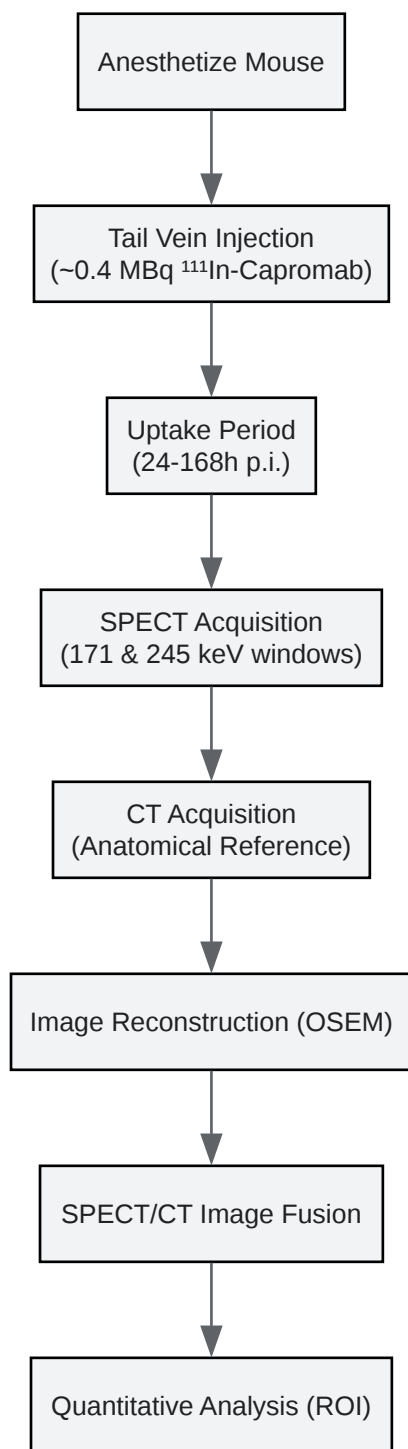 Anesthetize Mouse
Tail Vein Injection
(~0.4 MBq ¹¹¹In-Capromab)
Uptake Period
(24-168h p.i.)
SPECT Acquisition
(171 & 245 keV windows)
CT Acquisition
(Anatomical Reference)
Image Reconstruction (OSEM)
SPECT/CT Image Fusion
Quantitative Analysis (ROI)